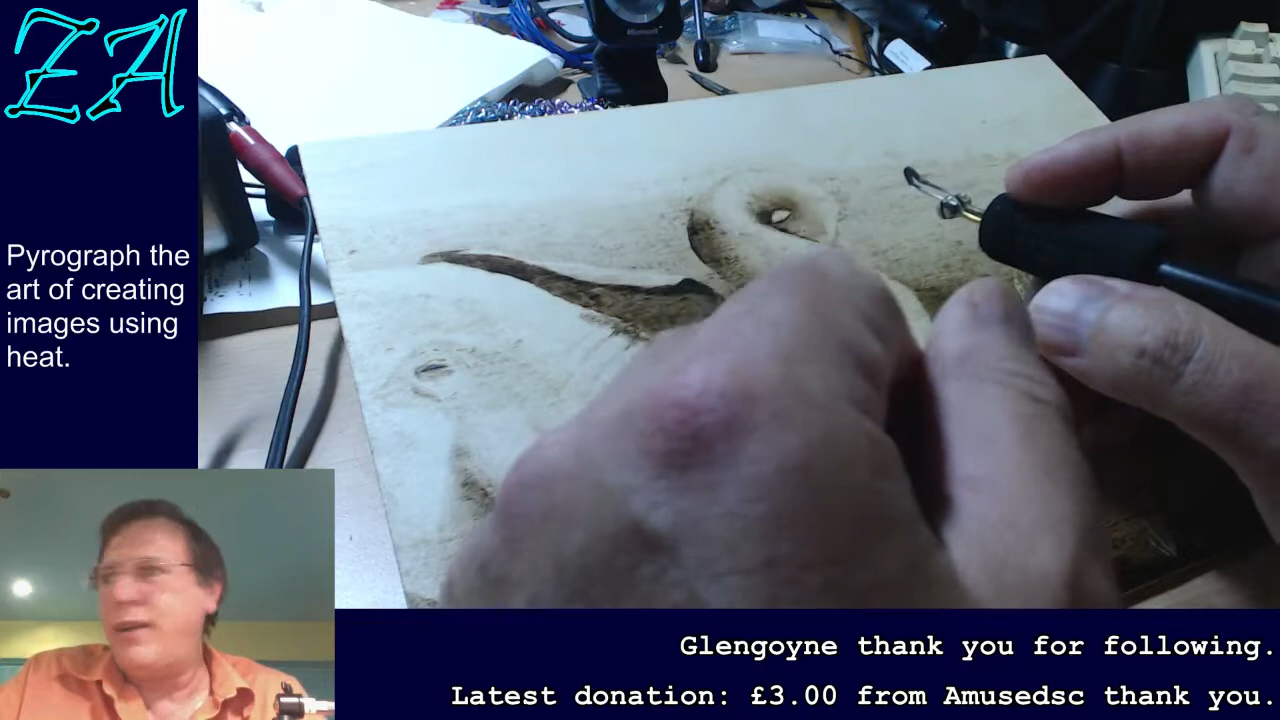 ZA
Pyrograph the
art of creating
images using
heat.
Glengoyne thank you for following.
Latest donation: £3.00 from Amusedsc thank you.